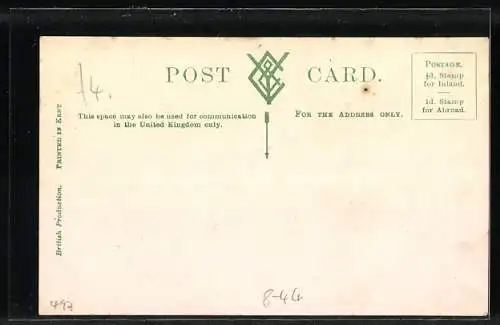 POST CARD.
POSTAGE.
½d. Stamp
for Inland.
1d. Stamp
for Abroad.
14.
This space may also be used for communication
in the United Kingdom only.
FOR THE ADDRESS ONLY.
British Production. PRINTED IN KENT
497
8-44